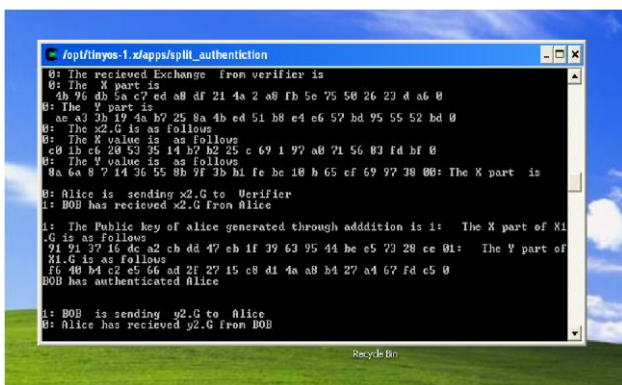 /opt/tinyos-1.x/apps/split_authentiction
0: The recieved Exchange from verifier is
0: The X part is
4b 96 db 5a c7 ed a8 df 21 4a 2 a8 fb 5c 75 50 26 23 d a6 0
0: The Y part is
ae a3 3b 19 4a b7 25 8a 4b ed 51 b8 e4 c6 57 bd 95 55 52 bd 0
0: The x2.G is as follows
0: The X value is as follows
c0 1b c6 20 53 35 14 b7 b2 25 c 69 1 97 a0 71 56 83 fd bf 0
0: The Y value is as follows
8a 6a 8 7 14 36 55 8b 9f 3b b1 fe be 10 b 65 cf 69 97 38 00: The X part is
0: Alice is sending x2.G to Verifier
1: BOB has recieved x2.G from Alice
1: The Public key of alice generated through adddition is 1: The X part of X1
.G is as follows
91 91 37 16 dc a2 cb dd 47 eb 1f 39 63 95 44 be e5 73 28 ce 01: The Y part of
X1.G is as follows
f6 40 b4 c2 e5 66 ad 2f 27 15 c8 d1 4a a8 b4 27 a4 67 fd c5 0
BOB has authenticated Alice
1: BOB is sending y2.G to Alice
0: Alice has recieved y2.G from BOB
Recycle Bin